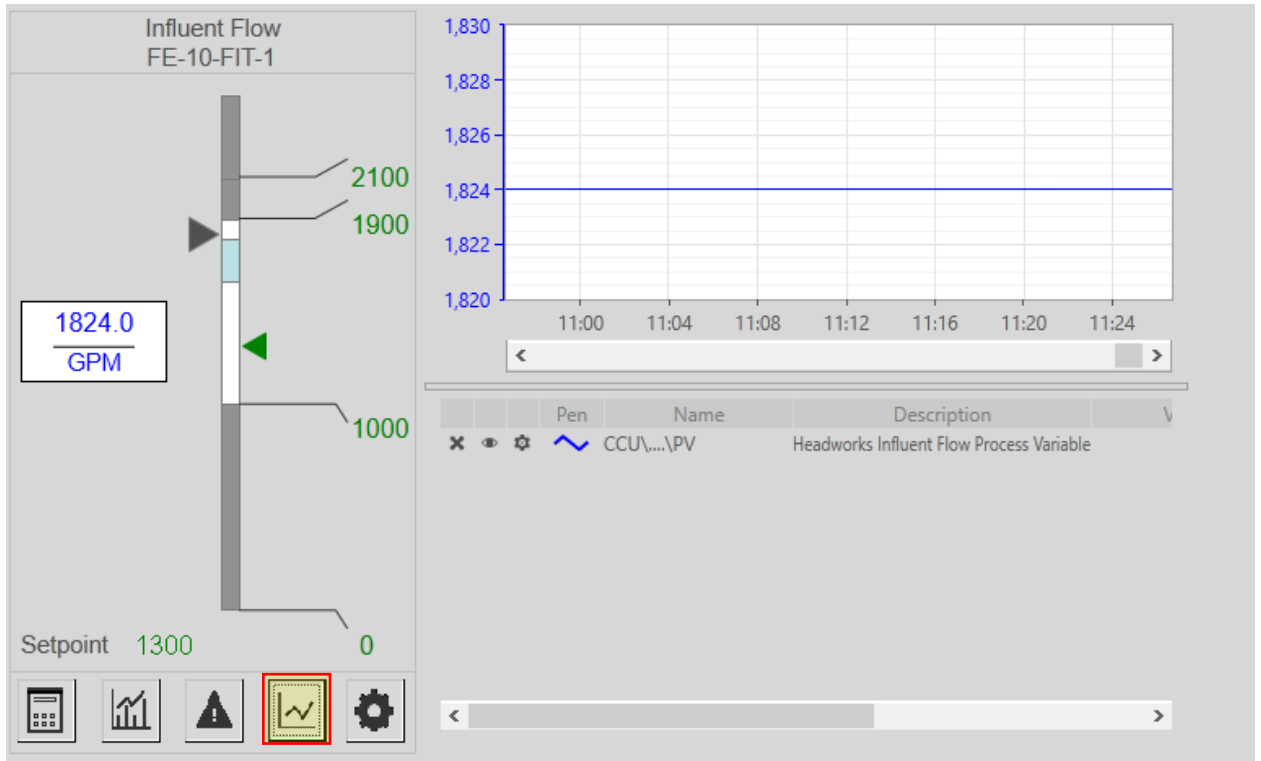 Influent Flow
FE-10-FIT-1
2100
1900
1824.0
GPM
1000
Setpoint 1300
0
1,830
1,828
1,826
1,824
1,822
1,820
11:00 11:04 11:08 11:12 11:16 11:20 11:24
Pen Name Description
CCU\....\PV Headworks Influent Flow Process Variable